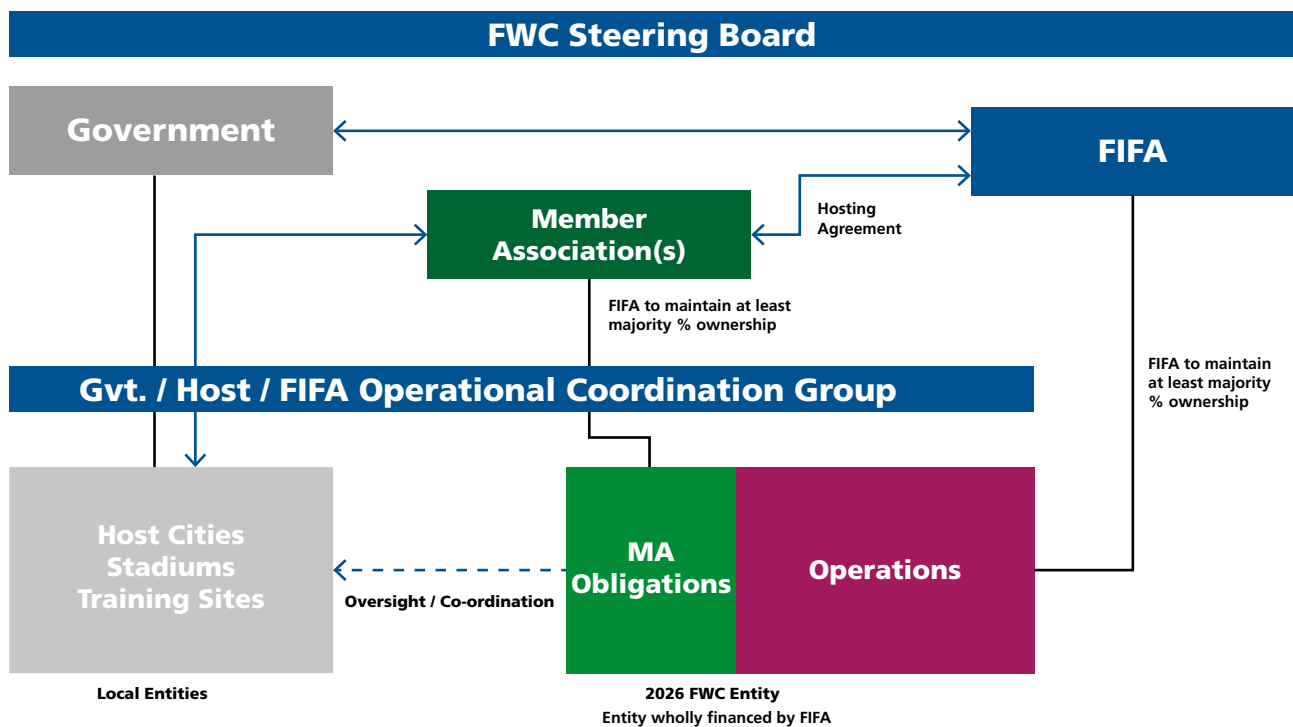 FWC Steering Board
Government
FIFA
Member
Association(s)
Hosting
Agreement
FIFA to maintain at least
majority % ownership
FIFA to maintain
at least majority
% ownership
Gvt. / Host / FIFA Operational Coordination Group
Host Cities
Stadiums
Training Sites
Oversight / Co-ordination
MA
Obligations
Operations
Local Entities
2026 FWC Entity
Entity wholly financed by FIFA